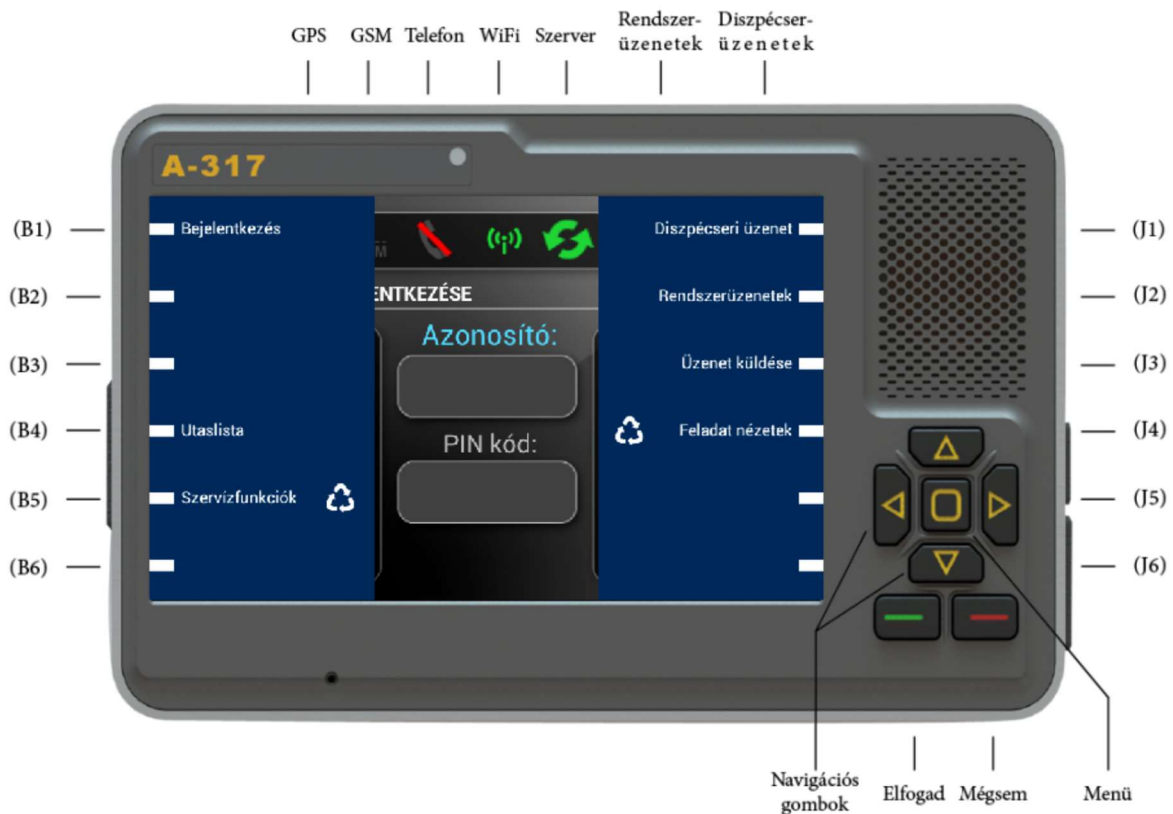 Rendszer- Diszpécser-
GPS GSM Telefon WiFi Szerver üzenetek üzenetek
A-317
(B1) Bejelentkezés Diszpécseri üzenet (J1)
(B2) ENTKEZÉSE Rendszerüzenetek (J2)
Azonosító:
(B3) Üzenet küldése (J3)
(B4) Utaslista PIN kód: Feladat nézetek (J4)
(B5) Szervízfunkciók (J5)
(B6) (J6)
Navigációs
gombok Elfogad Mégsem Menü